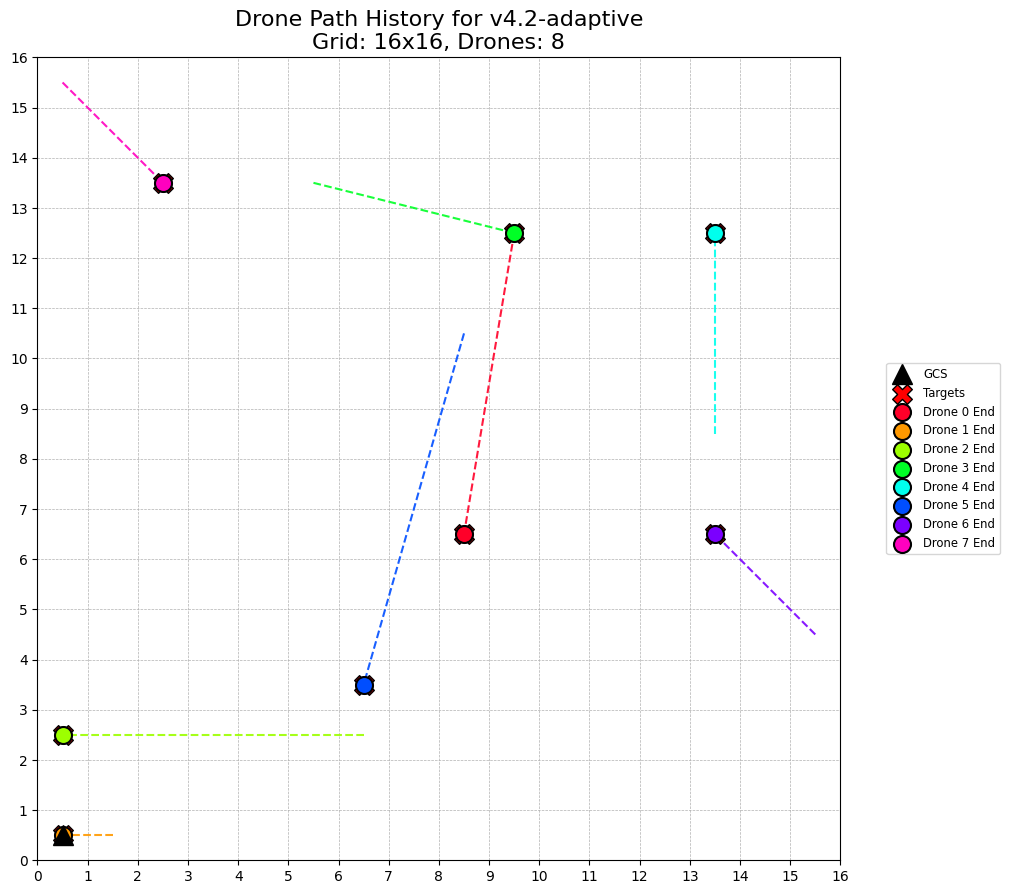 Drone Path History for v4.2-adaptive
Grid: 16x16, Drones: 8
16
15
14
13
12
11
10
9
8
7
6
5
4
3
2
1
0
0 1 2 3 4 5 6 7 8 9 10 11 12 13 14 15 16
GCS
Targets
Drone 0 End
Drone 1 End
Drone 2 End
Drone 3 End
Drone 4 End
Drone 5 End
Drone 6 End
Drone 7 End